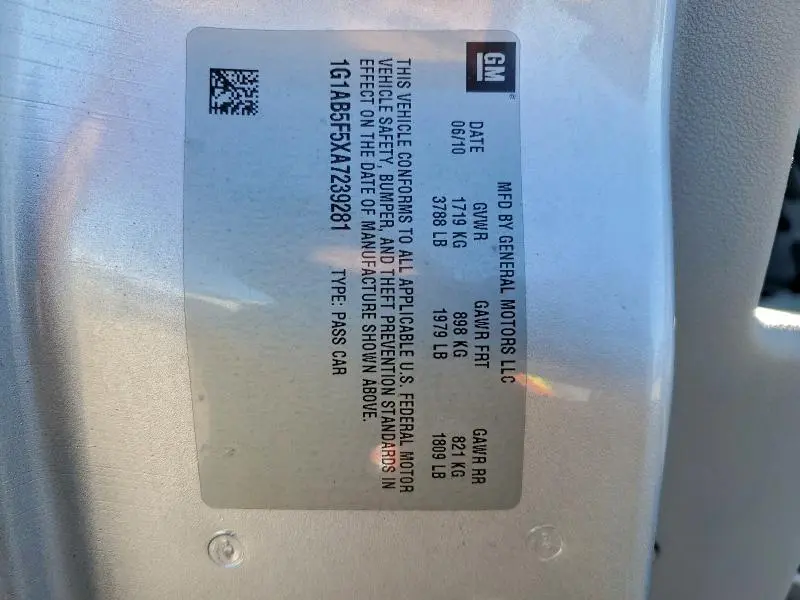 GM
MFD BY GENERAL MOTORS LLC
DATE GVWR GAWR FRT GAWR RR
06/10 1719 KG 898 KG 821 KG
3788 LB 1979 LB 1809 LB
THIS VEHICLE CONFORMS TO ALL APPLICABLE U.S. FEDERAL MOTOR
VEHICLE SAFETY, BUMPER, AND THEFT PREVENTION STANDARDS IN
EFFECT ON THE DATE OF MANUFACTURE SHOWN ABOVE.
1G1AB5F5XA7239281 TYPE: PASS CAR